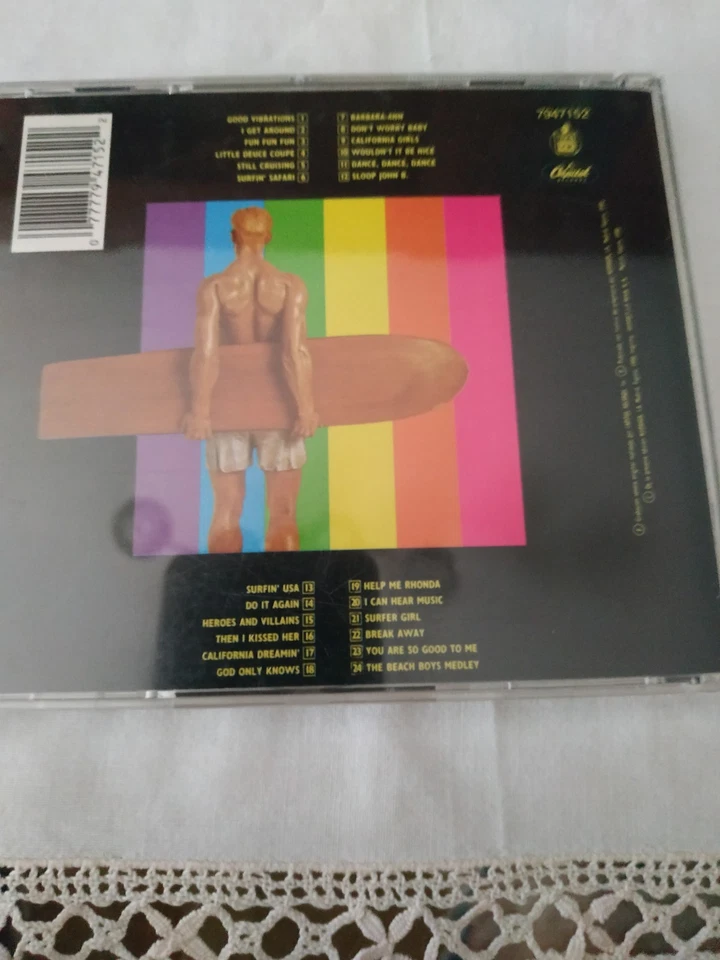 GOOD VIBRATIONS 1
I GET AROUND 2
FUN FUN FUN 3
LITTLE DEUCE COUPE 4
STILL CRUISING 5
SURFIN' SAFARI 6
7 BARBARA-ANN
8 DON'T WORRY BABY
9 CALIFORNIA GIRLS
10 WOULDN'T IT BE NICE
11 DANCE, DANCE, DANCE
12 SLOOP JOHN B.
7947152
Capitol
0 77779 47152 2
SURFIN' USA 13
DO IT AGAIN 14
HEROES AND VILLAINS 15
THEN I KISSED HER 16
CALIFORNIA DREAMIN' 17
GOD ONLY KNOWS 18
19 HELP ME RHONDA
20 I CAN HEAR MUSIC
21 SURFER GIRL
22 BREAK AWAY
23 YOU ARE SO GOOD TO ME
24 THE BEACH BOYS MEDLEY